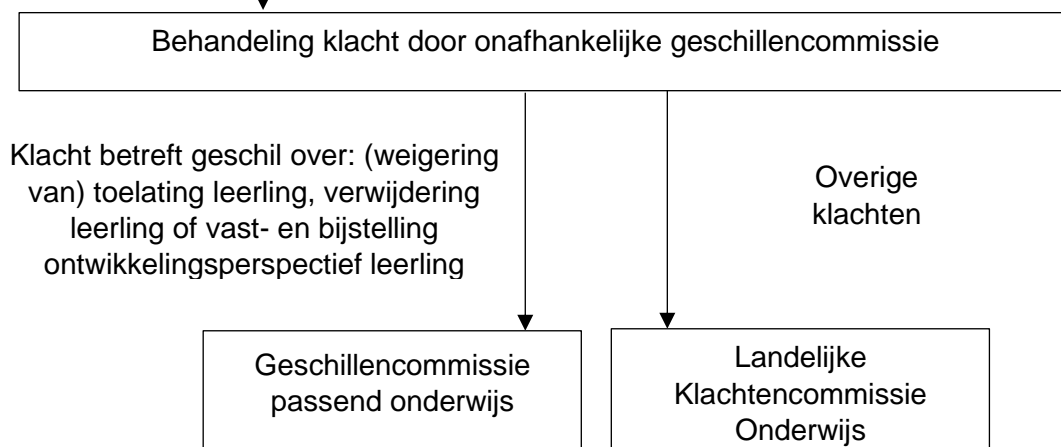 Behandeling klacht door onafhankelijke geschillencommissie
Klacht betreft geschil over: (weigering
van) toelating leerling, verwijdering
leerling of vast- en bijstelling
ontwikkelingsperspectief leerling
Overige
klachten
Geschillencommissie
passend onderwijs
Landelijke
Klachtencommissie
Onderwijs